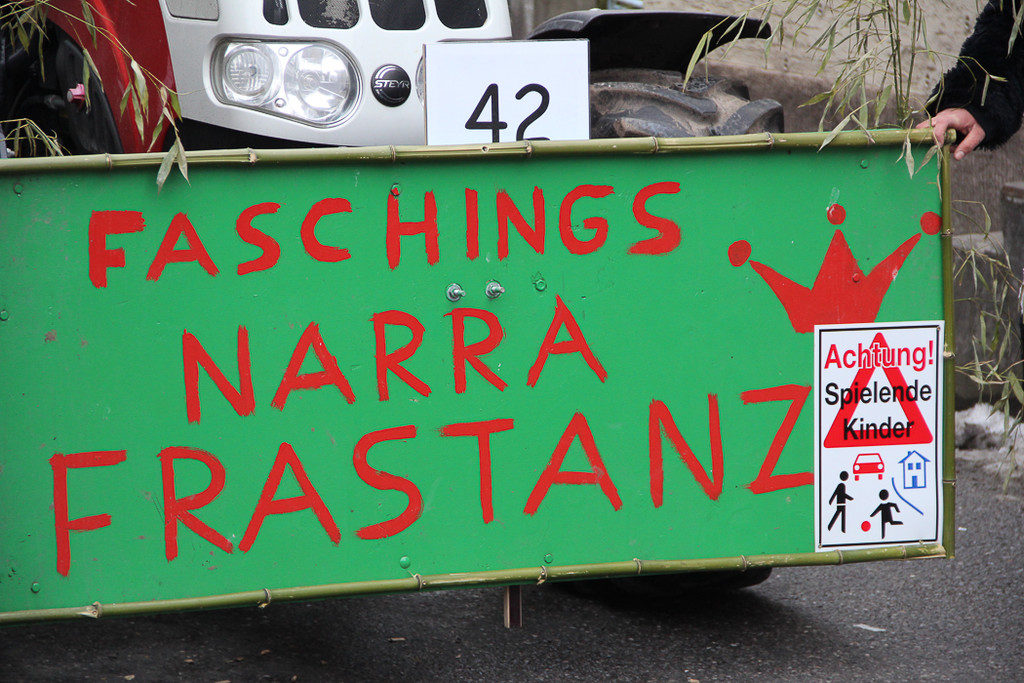 STEYR
42
FASCHINGS
NARRA
FRASTANZ
Achtung!
Spielende
Kinder